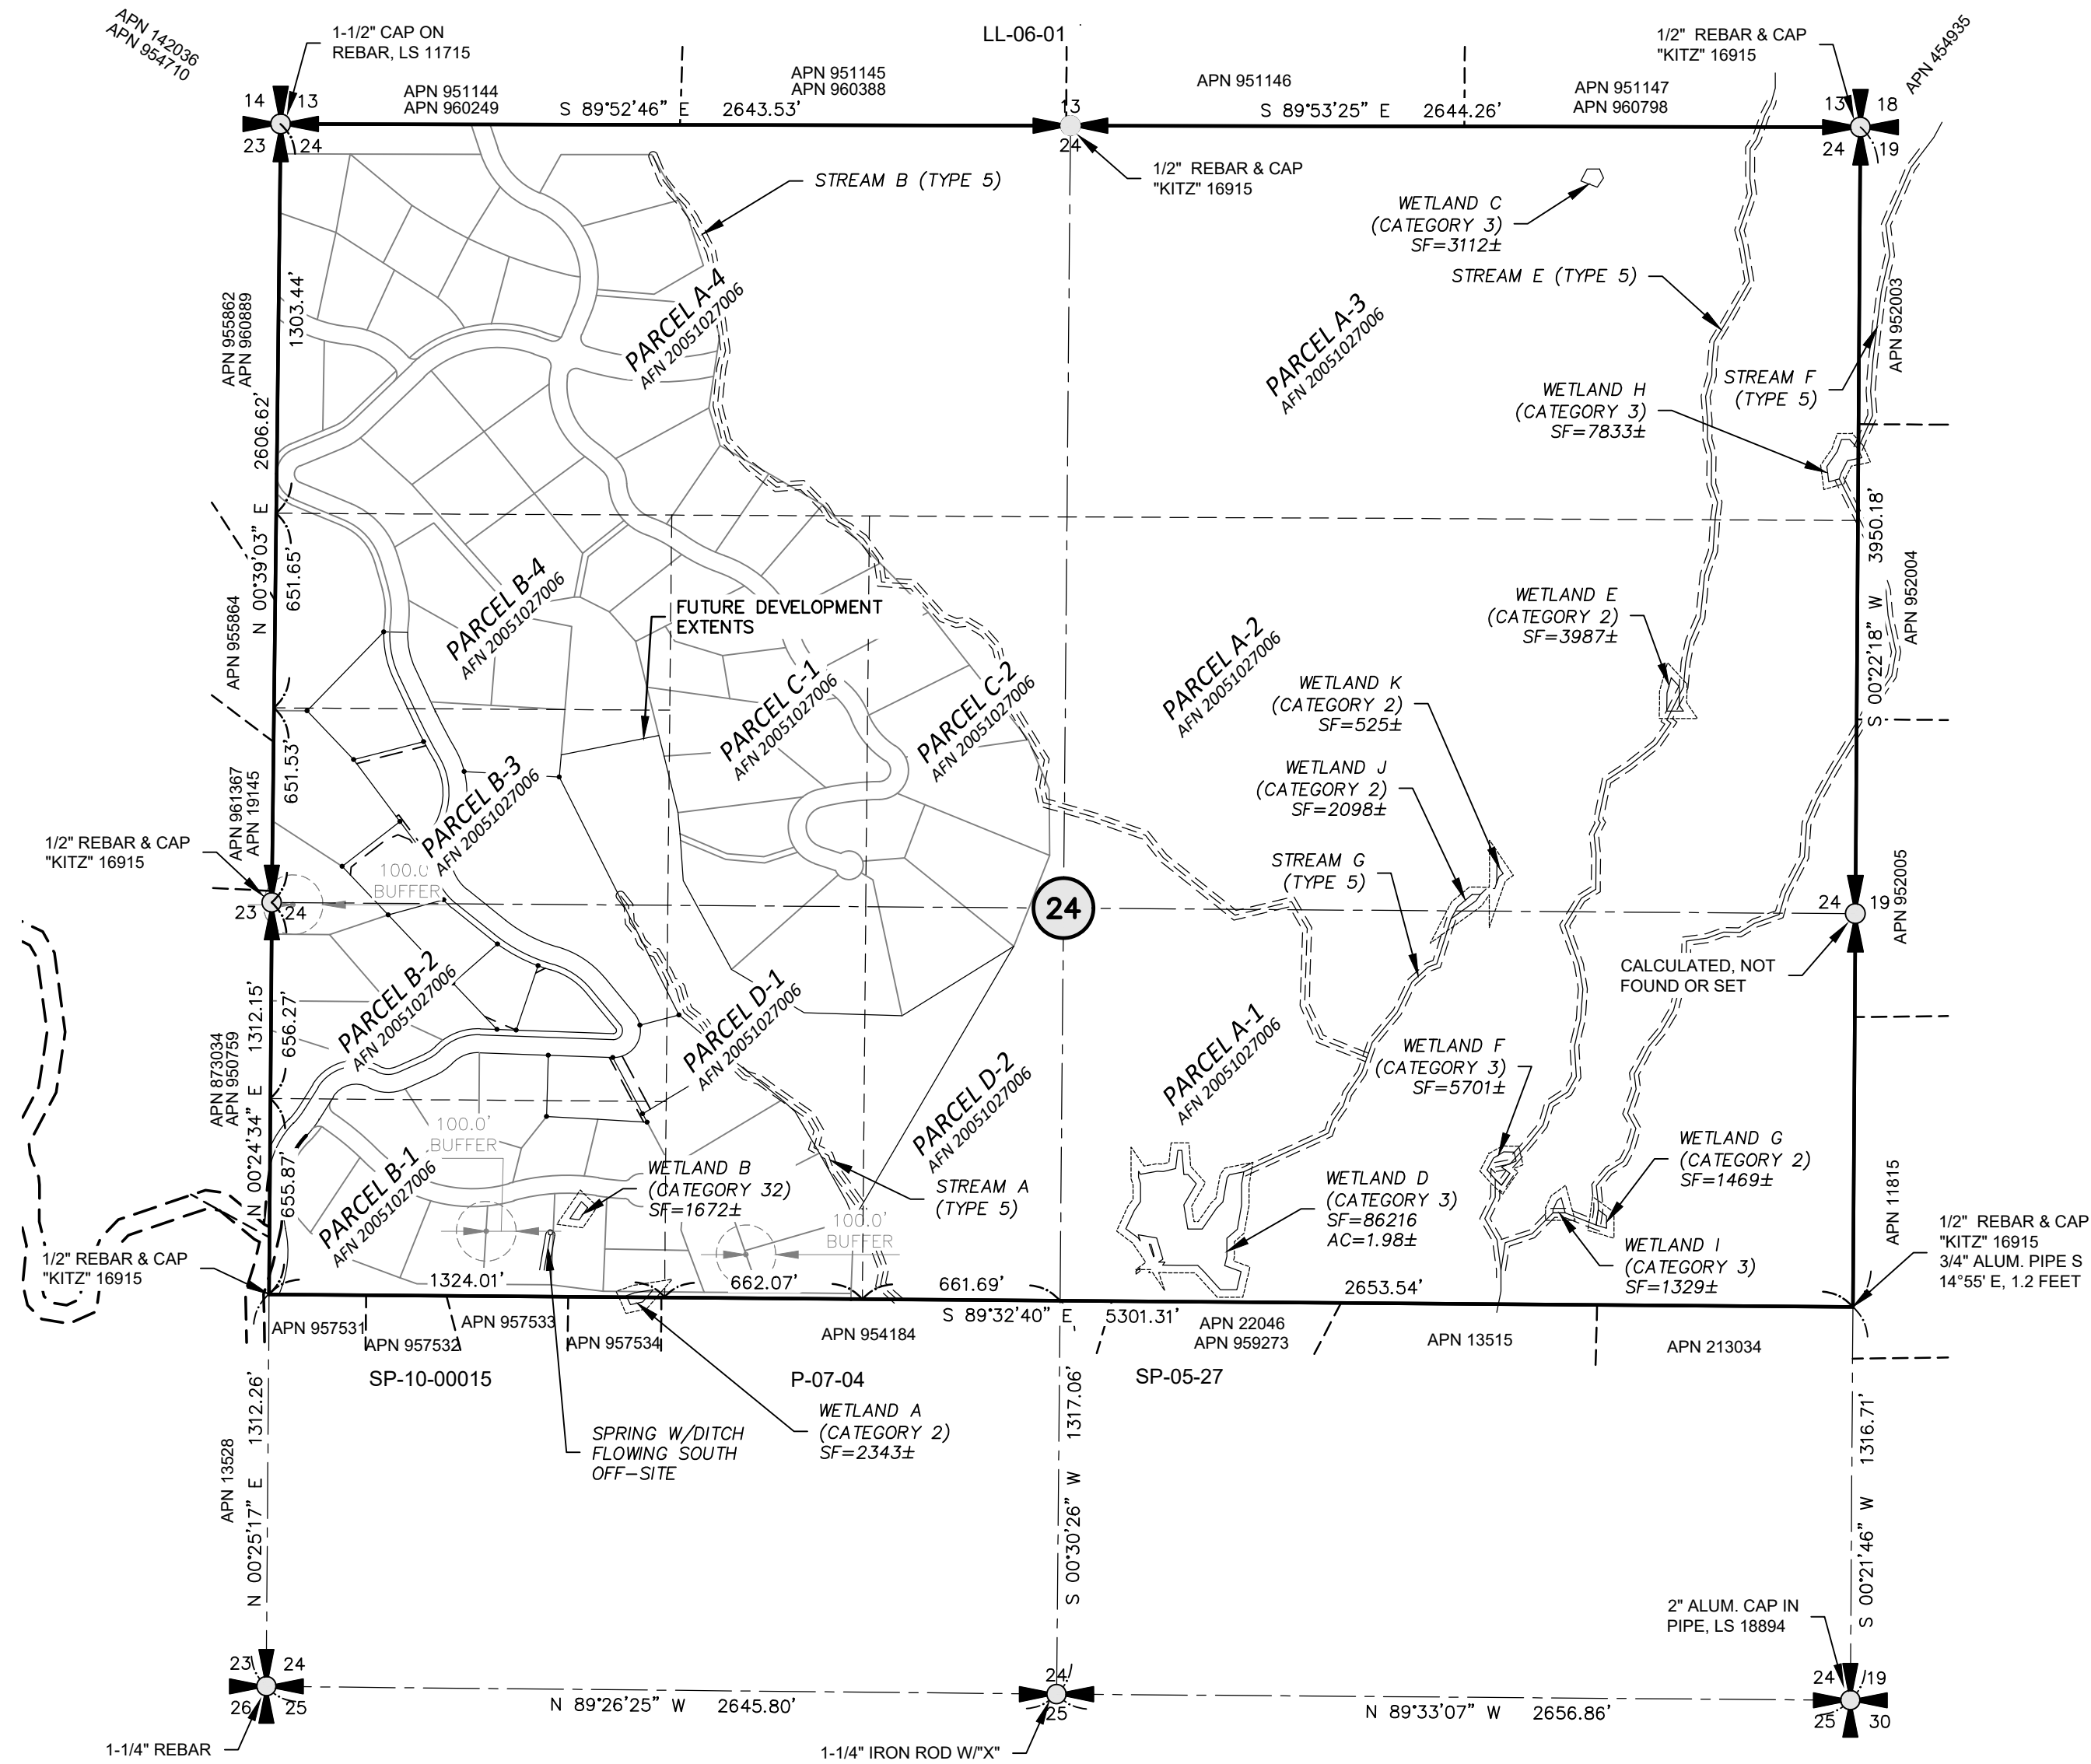 APN 142036
APN 954710
1-1/2" CAP ON
REBAR, LS 11715
LL-06-01
1/2" REBAR & CAP
"KITZ" 16915
APN 454935
APN 951144
APN 960249
APN 951145
APN 960388
APN 951146
APN 951147
APN 960798
S 89°52'46" E 2643.53'
S 89°53'25" E 2644.26'
14 13
23 24
13
24
13 18
24 19
1/2" REBAR & CAP
"KITZ" 16915
STREAM B (TYPE 5)
WETLAND C
(CATEGORY 3)
SF=3112±
STREAM E (TYPE 5)
STREAM F
(TYPE 5)
WETLAND H
(CATEGORY 3)
SF=7833±
APN 952003
APN 955862
APN 960889
1303.44'
N 00°39'03" E 2606.62'
651.65'
651.53'
APN 955864
APN 961367
APN 19145
PARCEL A-4
AFN 20051027006
PARCEL A-3
AFN 20051027006
PARCEL B-4
AFN 20051027006
FUTURE DEVELOPMENT
EXTENTS
PARCEL C-1
AFN 20051027006
PARCEL C-2
AFN 20051027006
PARCEL A-2
AFN 20051027006
WETLAND E
(CATEGORY 2)
SF=3987±
S 00°22'18" W 3950.18'
APN 952004
WETLAND K
(CATEGORY 2)
SF=525±
WETLAND J
(CATEGORY 2)
SF=2098±
STREAM G
(TYPE 5)
PARCEL B-3
AFN 20051027006
1/2" REBAR & CAP
"KITZ" 16915
100.0'
BUFFER
23 24
24
24 19
APN 952005
CALCULATED, NOT
FOUND OR SET
PARCEL B-2
AFN 20051027006
PARCEL D-1
AFN 20051027006
PARCEL D-2
AFN 20051027006
PARCEL A-1
AFN 20051027006
WETLAND F
(CATEGORY 3)
SF=5701±
APN 873034
APN 950759
N 00°24'34" E 1312.15'
656.27'
655.87'
100.0'
BUFFER
PARCEL B-1
AFN 20051027006
WETLAND B
(CATEGORY 32)
SF=1672±
STREAM A
(TYPE 5)
100.0'
BUFFER
WETLAND D
(CATEGORY 3)
SF=86216
AC=1.98±
WETLAND G
(CATEGORY 2)
SF=1469±
WETLAND I
(CATEGORY 3)
SF=1329±
APN 11815
1/2" REBAR & CAP
"KITZ" 16915
3/4" ALUM. PIPE S
14°55' E, 1.2 FEET
1/2" REBAR & CAP
"KITZ" 16915
1324.01'
662.07'
661.69'
2653.54'
S 89°32'40" E 5301.31'
APN 957531
APN 957532
APN 957533
APN 957534
APN 954184
APN 22046
APN 959273
APN 13515
APN 213034
SP-10-00015
P-07-04
SP-05-27
WETLAND A
(CATEGORY 2)
SF=2343±
SPRING W/DITCH
FLOWING SOUTH
OFF-SITE
APN 13528
N 00°25'17" E 1312.26'
S 00°30'26" W 1317.06'
S 00°21'46" W 1316.71'
2" ALUM. CAP IN
PIPE, LS 18894
23 24
26 25
24
25
24 19
25 30
N 89°26'25" W 2645.80'
N 89°33'07" W 2656.86'
1-1/4" REBAR
1-1/4" IRON ROD W/"X"